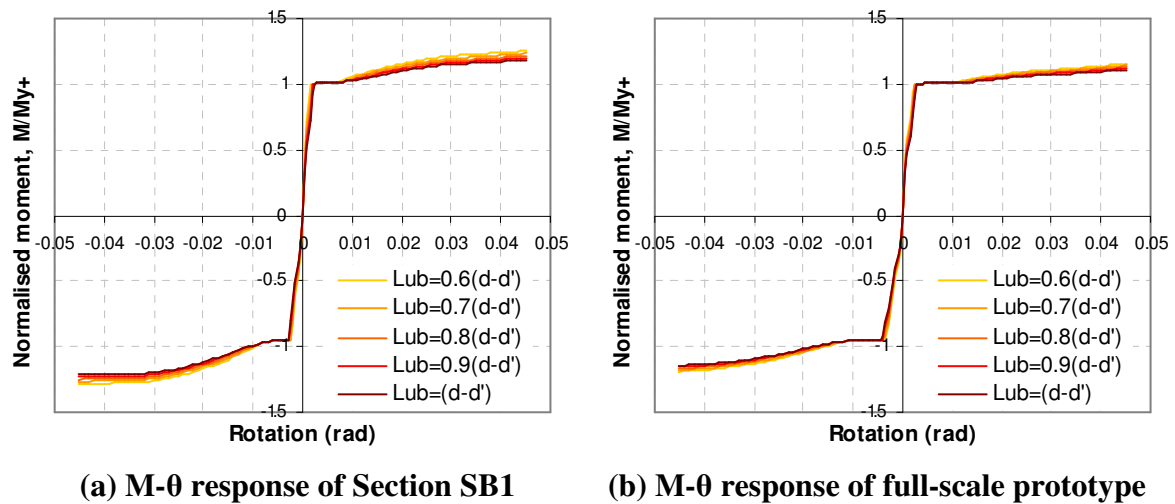 1.5
1
0.5
0
-0.5
-1
-1.5
-0.05 -0.04 -0.03 -0.02 -0.01 0 0.01 0.02 0.03 0.04 0.05
Rotation (rad)
Normalised moment, M/My+
Lub=0.6(d-d')
Lub=0.7(d-d')
Lub=0.8(d-d')
Lub=0.9(d-d')
Lub=(d-d')
(a) M-θ response of Section SB1
1.5
1
0.5
0
-0.5
-1
-1.5
-0.05 -0.04 -0.03 -0.02 -0.01 0 0.01 0.02 0.03 0.04 0.05
Rotation (rad)
Normalised moment, M/My+
Lub=0.6(d-d')
Lub=0.7(d-d')
Lub=0.8(d-d')
Lub=0.9(d-d')
Lub=(d-d')
(b) M-θ response of full-scale prototype